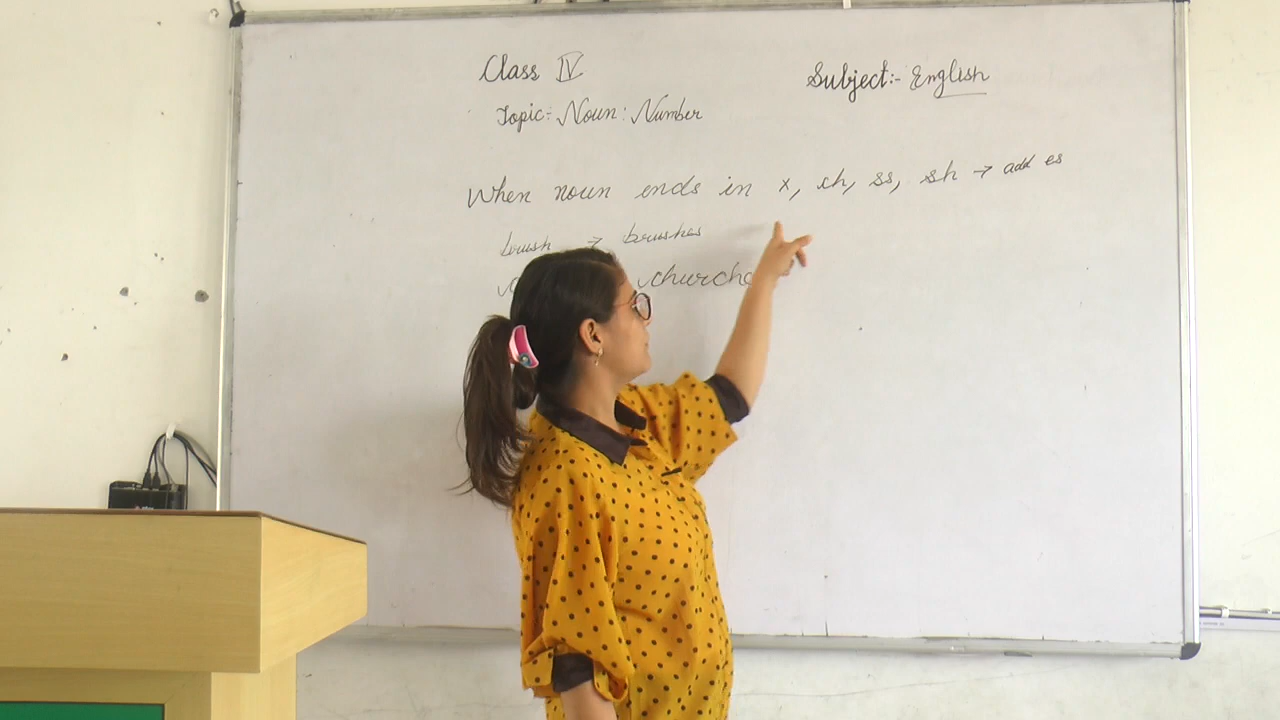 Class IV
Subject:- English
Topic:- Noun: Number
When noun ends in x, ch, ss, sh → add es
brush → brushes
churche